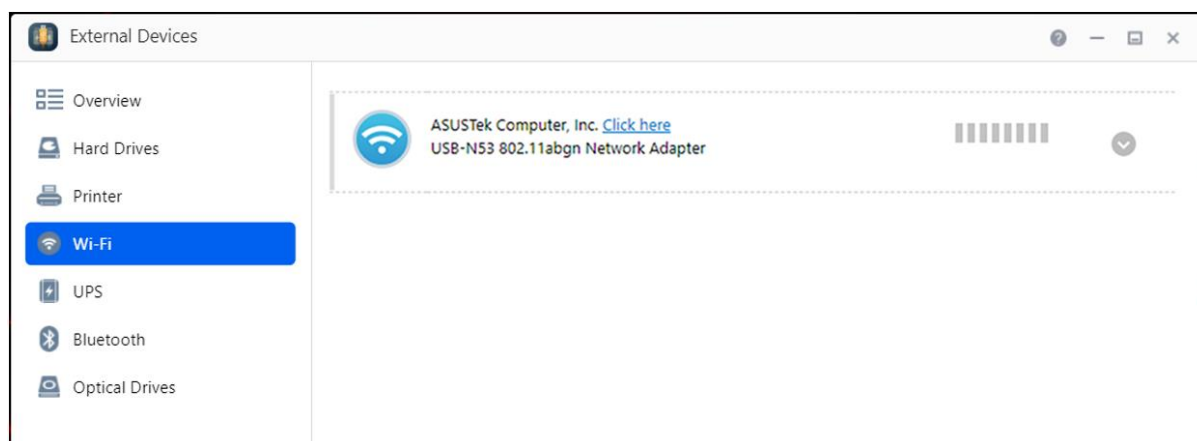 External Devices
Overview
Hard Drives
Printer
Wi-Fi
UPS
Bluetooth
Optical Drives
ASUSTek Computer, Inc. Click here
USB-N53 802.11abgn Network Adapter